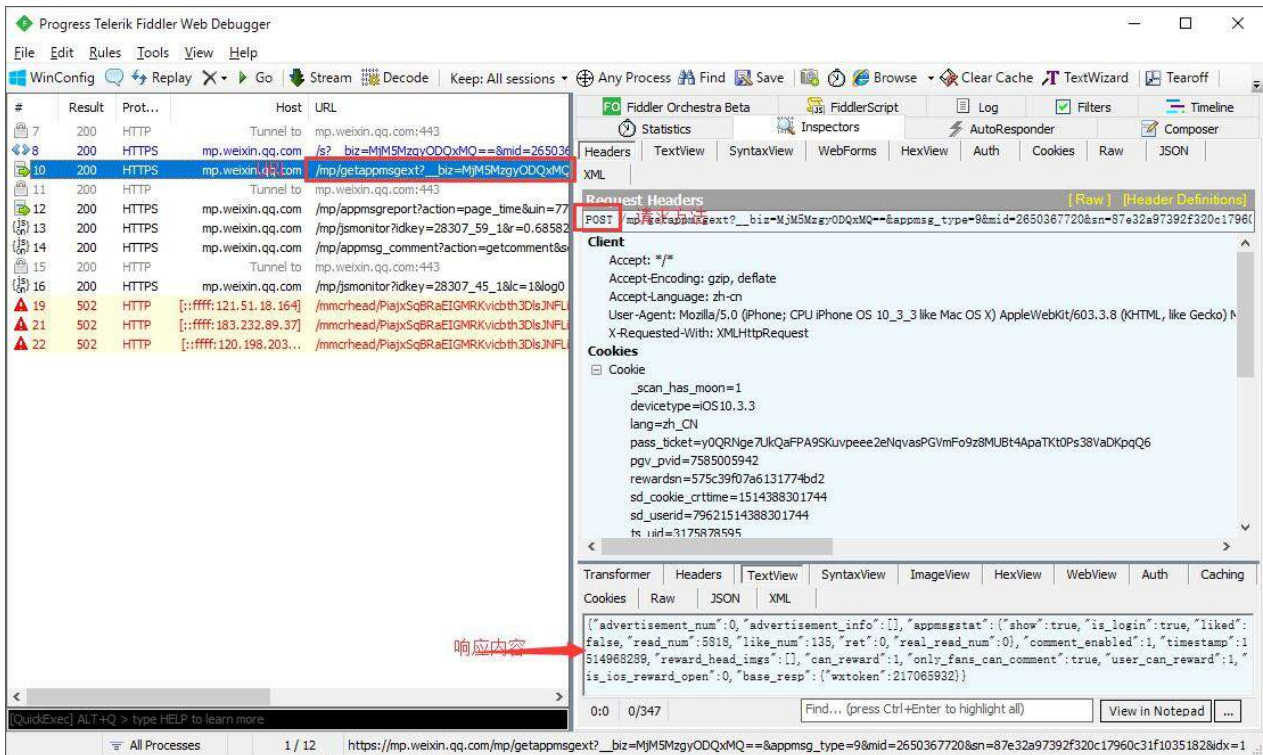 Progress Telerik Fiddler Web Debugger
File Edit Rules Tools View Help
WinConfig Replay Go Stream Decode Keep: All sessions Any Process Find Save Browse Clear Cache TextWizard Tearoff
# Result Prot... Host URL
7 200 HTTP Tunnel to mp.weixin.qq.com:443
8 200 HTTPS mp.weixin.qq.com /s?__biz=MjM5MzgyODQxMQ==&mid=265036
10 200 HTTPS mp.weixin.qq.com /mp/getappmsgext?__biz=MjM5MzgyODQxMQ
11 200 HTTP Tunnel to mp.weixin.qq.com:443
12 200 HTTPS mp.weixin.qq.com /mp/appmsgreport?action=page_time&uin=77
13 200 HTTPS mp.weixin.qq.com /mp/jsmonitor?idkey=28307_59_1&r=0.68582
14 200 HTTPS mp.weixin.qq.com /mp/appmsg_comment?action=getcomment&s
15 200 HTTP Tunnel to mp.weixin.qq.com:443
16 200 HTTPS mp.weixin.qq.com /mp/jsmonitor?idkey=28307_45_1&lc=1&log0
19 502 HTTP [::ffff:121.51.18.164] /mmcrhead/PiajxSqBRaEIGMRKvicbth3DlsJNFLi
21 502 HTTP [::ffff:183.232.89.37] /mmcrhead/PiajxSqBRaEIGMRKvicbth3DlsJNFLi
22 502 HTTP [::ffff:120.198.203... /mmcrhead/PiajxSqBRaEIGMRKvicbth3DlsJNFLi
FO Fiddler Orchestra Beta FiddlerScript Log Filters Timeline
Statistics Inspectors AutoResponder Composer
Headers TextView SyntaxView WebForms HexView Auth Cookies Raw JSON
XML
Request Headers [Raw] [Header Definitions]
请求方法
POST /mp/getappmsgext?__biz=MjM5MzgyODQxMQ==&appmsg_type=9&mid=2650367720&sn=87e32a97392f320c1796(
Client
Accept: */*
Accept-Encoding: gzip, deflate
Accept-Language: zh-cn
User-Agent: Mozilla/5.0 (iPhone; CPU iPhone OS 10_3_3 like Mac OS X) AppleWebKit/603.3.8 (KHTML, like Gecko) M
X-Requested-With: XMLHttpRequest
Cookies
Cookie
_scan_has_moon=1
devicetype=iOS10.3.3
lang=zh_CN
pass_ticket=y0QRNge7UkQaFPA9SKuvpeee2eNqvasPGVmFo9z8MUBt4ApaTKt0Ps38VaDKpqQ6
pgv_pvid=7585005942
rewardsn=575c39f07a6131774bd2
sd_cookie_crttime=1514388301744
sd_userid=79621514388301744
ts_uid=3175878595
Transformer Headers TextView SyntaxView ImageView HexView WebView Auth Caching
Cookies Raw JSON XML
响应内容
{"advertisement_num":0,"advertisement_info":[],"appmsgstat":{"show":true,"is_login":true,"liked":
false,"read_num":5818,"like_num":135,"ret":0,"real_read_num":0},"comment_enabled":1,"timestamp":1
514968289,"reward_head_imgs":[],"can_reward":1,"only_fans_can_comment":true,"user_can_reward":1,"
is_ios_reward_open":0,"base_resp":{"wxtoken":217065932}}
0:0 0/347 Find... (press Ctrl+Enter to highlight all) View in Notepad ...
[QuickExec] ALT+Q > type HELP to learn more
All Processes 1 / 12 https://mp.weixin.qq.com/mp/getappmsgext?__biz=MjM5MzgyODQxMQ==&appmsg_type=9&mid=2650367720&sn=87e32a97392f320c17960c31f1035182&idx=1